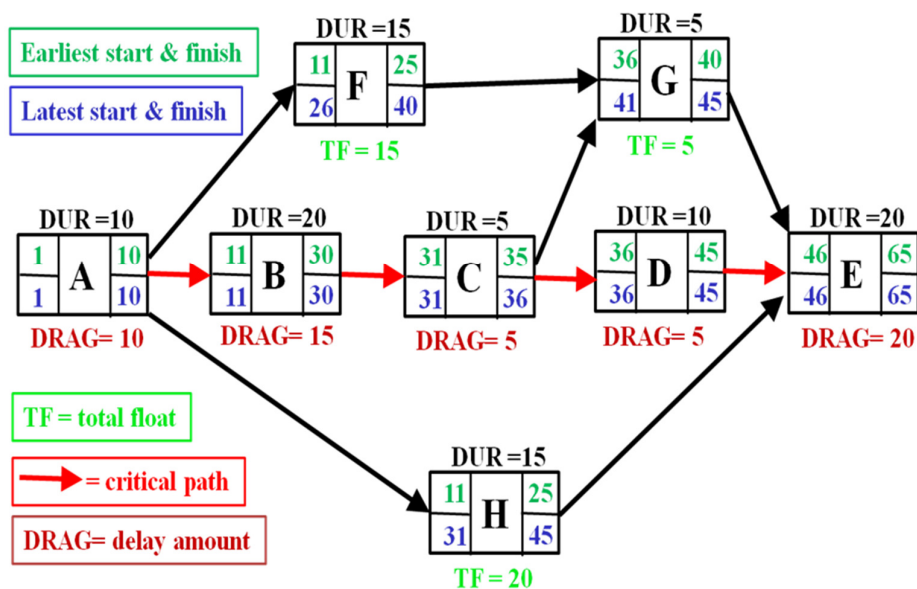 Earliest start & finish
Latest start & finish
DUR =15
11 F 25
26 40
TF = 15
DUR =5
36 G 40
41 45
TF = 5
DUR =10
1 A 10
1 10
DRAG= 10
DUR =20
11 B 30
11 30
DRAG= 15
DUR =5
31 C 35
31 36
DRAG= 5
DUR =10
36 D 45
36 45
DRAG= 5
DUR =20
46 E 65
46 65
DRAG= 20
TF = total float
= critical path
DRAG= delay amount
DUR =15
11 H 25
31 45
TF = 20